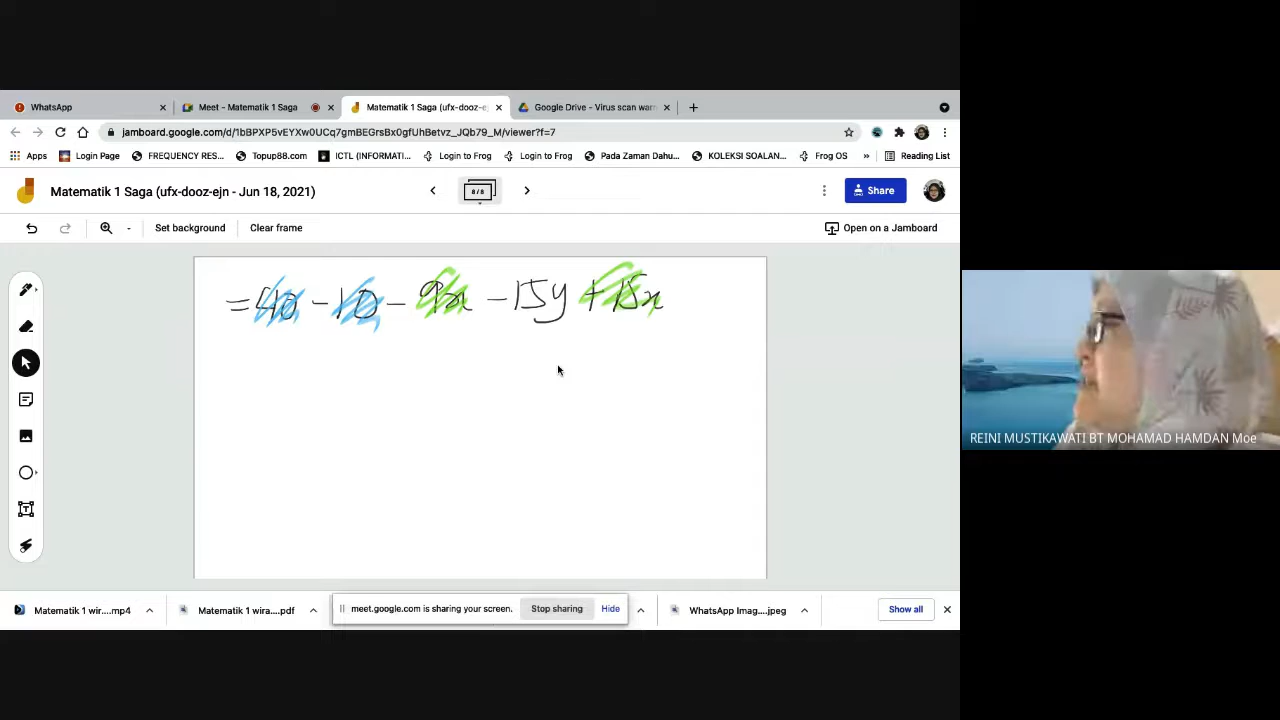 WhatsApp
Meet - Matematik 1 Saga
Matematik 1 Saga (ufx-dooz-e
Google Drive - Virus scan warn
jamboard.google.com/d/1bBPXP5vEYXw0UCq7gmBEGrsBx0gfUhBetvz_JQb79_M/viewer?f=7
Apps Login Page FREQUENCY RES... Topup88.com ICTL (INFORMATI... Login to Frog Login to Frog Pada Zaman Dahu... KOLEKSI SOALAN... Frog OS » Reading List
Matematik 1 Saga (ufx-dooz-ejn - Jun 18, 2021)
8/8
Share
Set background Clear frame
Open on a Jamboard
= 40 - 10 - 9x - 15y + 15x
REINI MUSTIKAWATI BT MOHAMAD HAMDAN Moe
Matematik 1 wir....mp4
Matematik 1 wira....pdf
meet.google.com is sharing your screen. Stop sharing Hide
WhatsApp Imag....jpeg
Show all